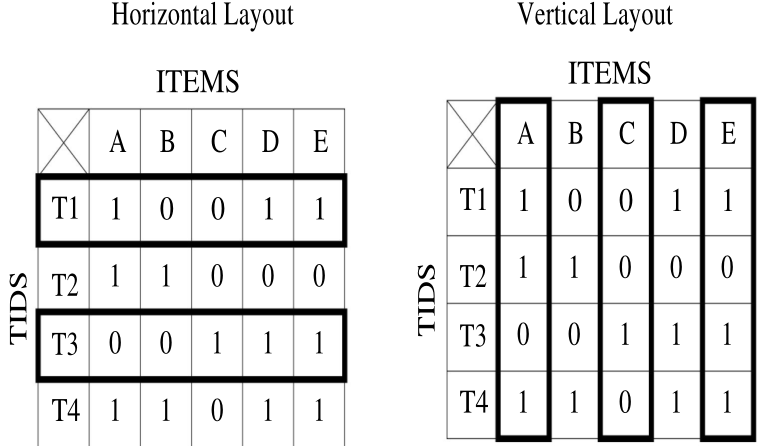 Horizontal Layout
ITEMS
A B C D E
T1 1 0 0 1 1
T2 1 1 0 0 0
T3 0 0 1 1 1
T4 1 1 0 1 1
TIDS
Vertical Layout
ITEMS
A B C D E
T1 1 0 0 1 1
T2 1 1 0 0 0
T3 0 0 1 1 1
T4 1 1 0 1 1
TIDS